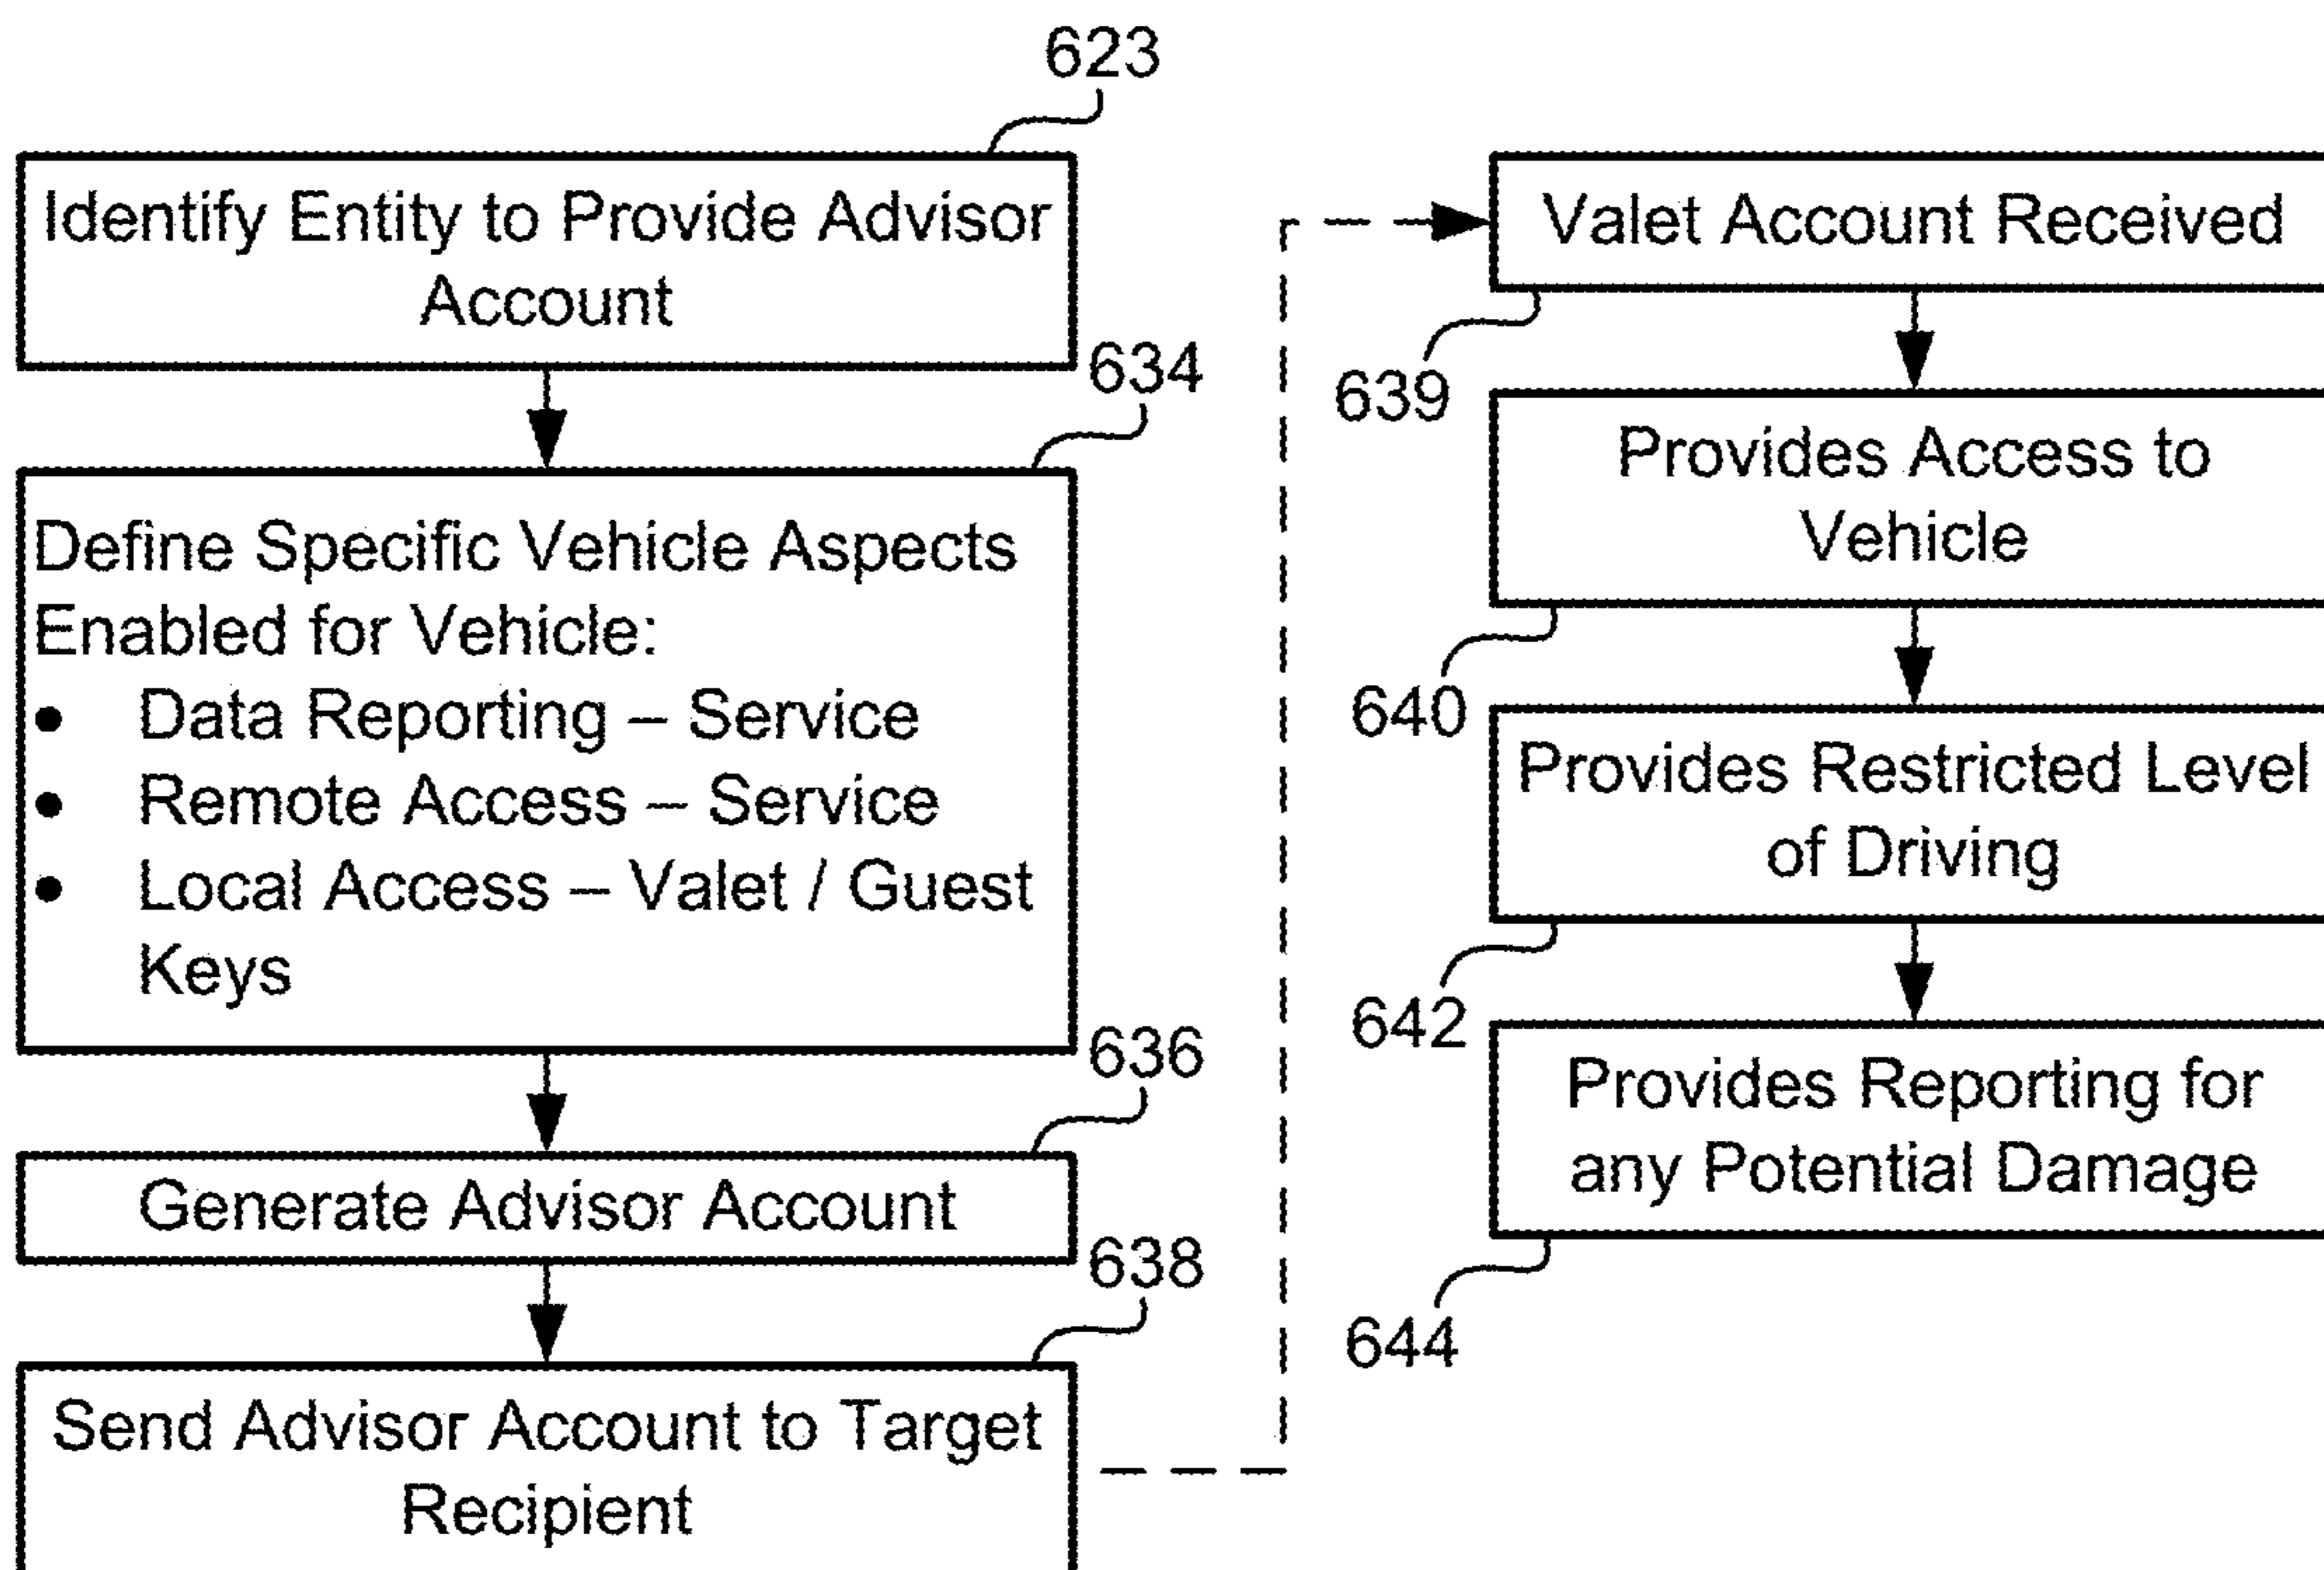 623
Identify Entity to Provide Advisor
Account
634
Define Specific Vehicle Aspects
Enabled for Vehicle:
• Data Reporting – Service
• Remote Access – Service
• Local Access – Valet / Guest
Keys
636
Generate Advisor Account
638
Send Advisor Account to Target
Recipient
Valet Account Received
639
Provides Access to
Vehicle
640
Provides Restricted Level
of Driving
642
Provides Reporting for
any Potential Damage
644